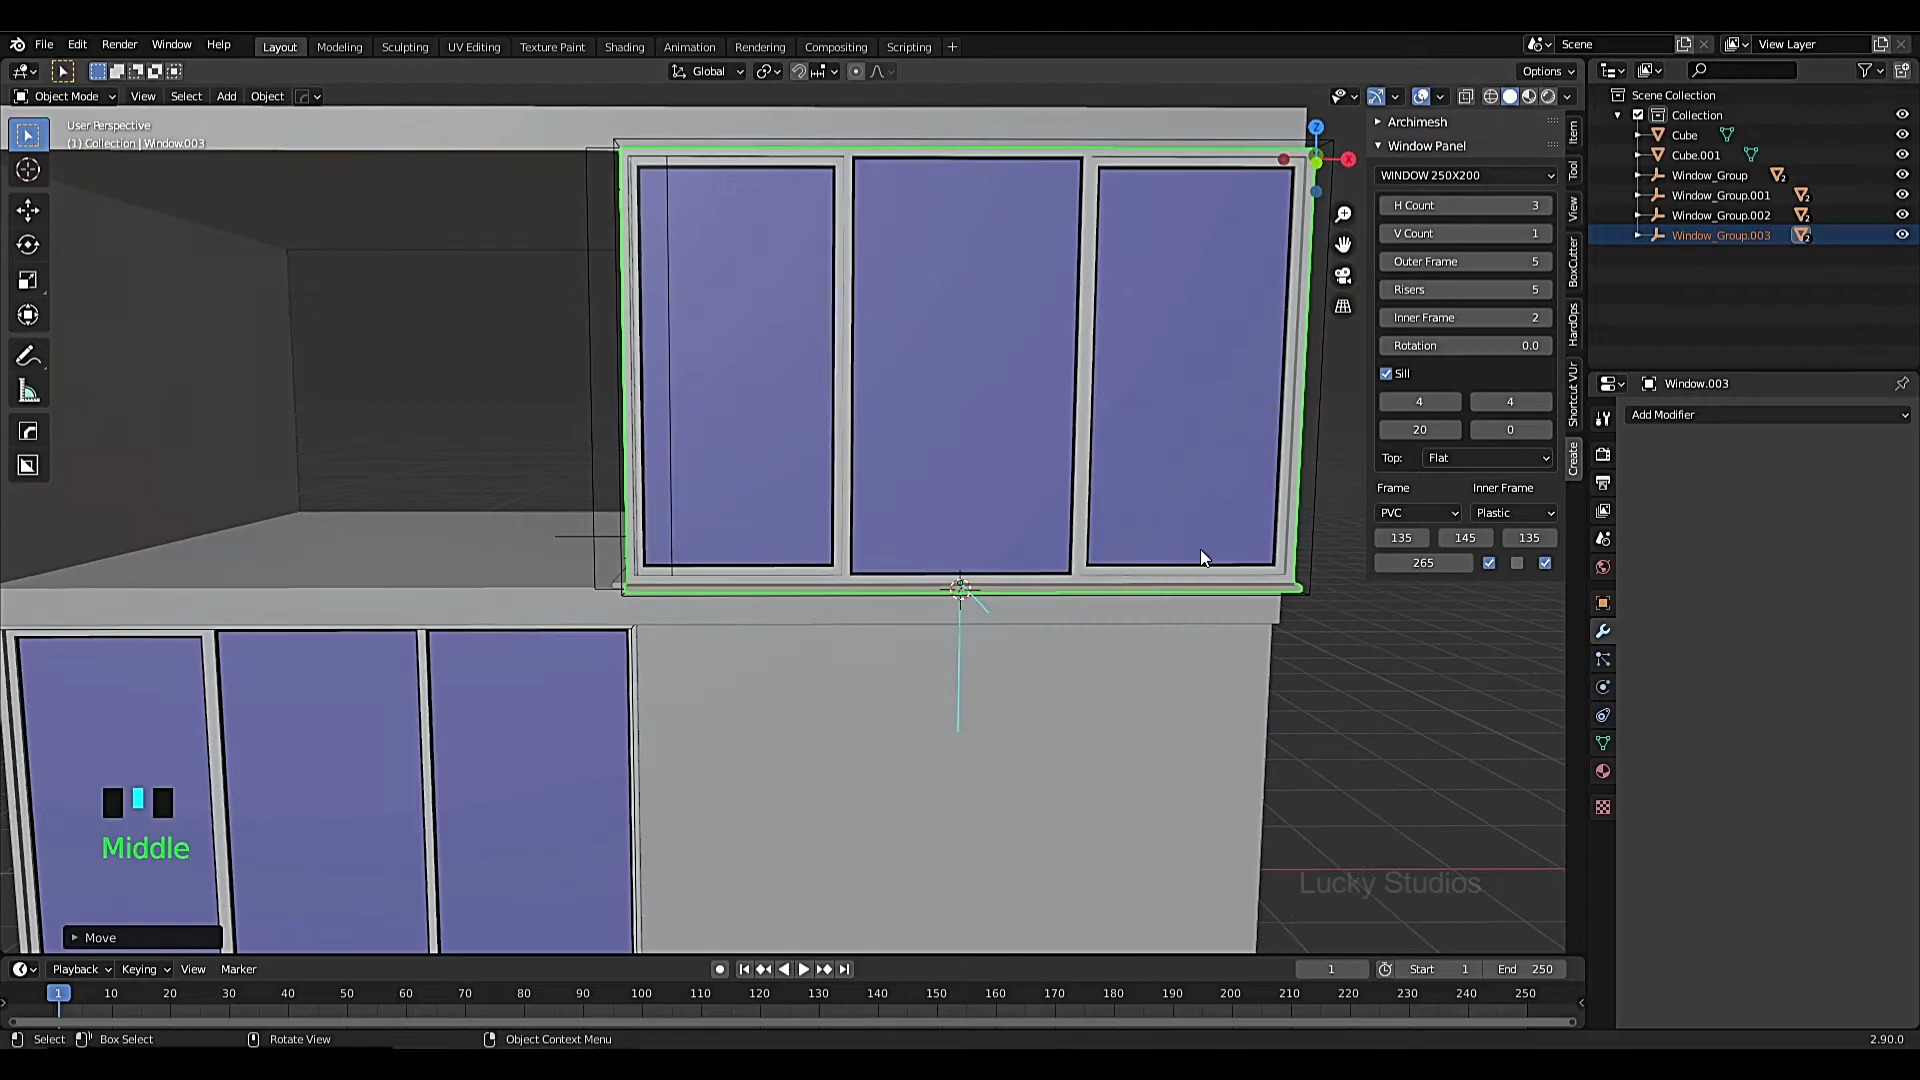 File Edit Render Window Help Layout Modeling Sculpting UV Editing Texture Paint Shading Animation Rendering Compositing Scripting + Scene View Layer
Global Options
Object Mode View Select Add Object
User Perspective
(1) Collection | Window.003
Z
X
Archimesh
Window Panel
WINDOW 250X200
H Count 3
V Count 1
Outer Frame 5
Risers 5
Inner Frame 2
Rotation 0.0
Sill
4 4
20 0
Top: Flat
Frame Inner Frame
PVC Plastic
135 145 135
265
Item
Tool
View
BoxCutter
HardOps
Shortcut VUr
Create
Scene Collection
Collection
Cube
Cube.001
Window_Group 2
Window_Group.001 2
Window_Group.002 2
Window_Group.003 2
Window.003
Add Modifier
Middle
Move
Lucky Studios
Playback Keying View Marker 1 Start 1 End 250
1 10 20 30 40 50 60 70 80 90 100 110 120 130 140 150 160 170 180 190 200 210 220 230 240 250
Select Box Select Rotate View Object Context Menu 2.90.0